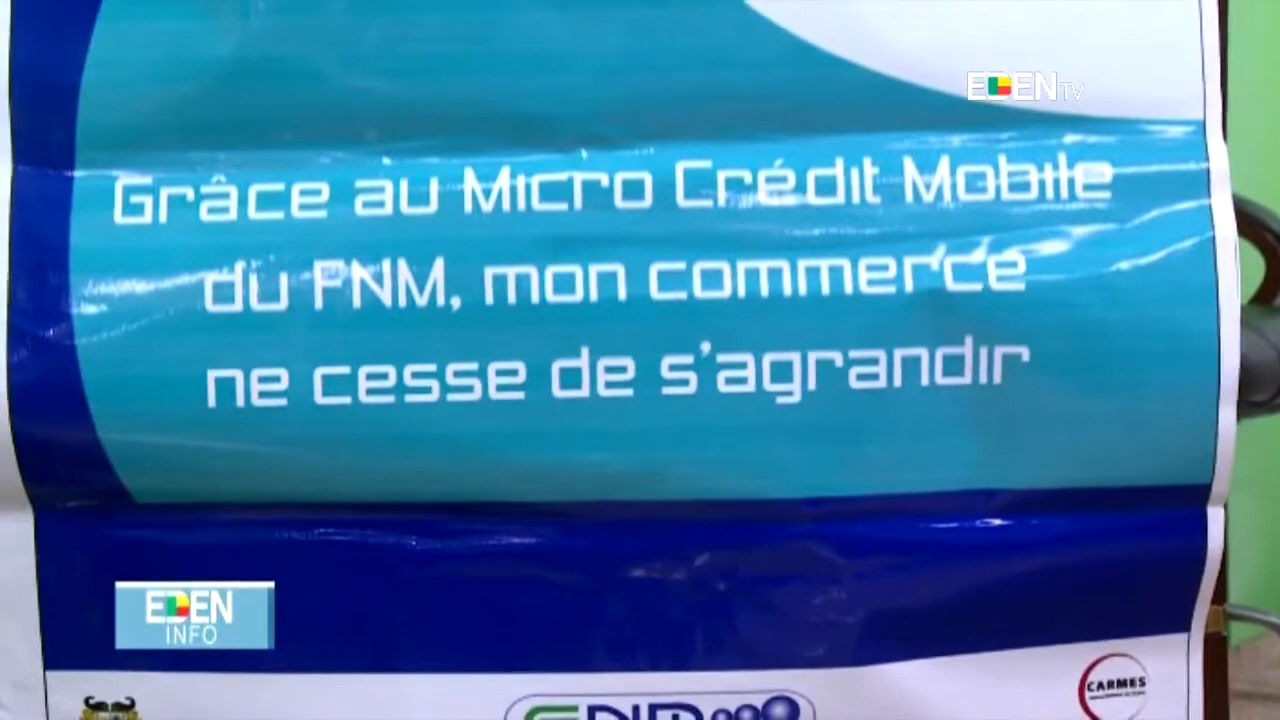 EDEN TV
Grâce au Micro Crédit Mobile
du FNM, mon commerce
ne cesse de s'agrandir
EDEN
INFO
CARMES